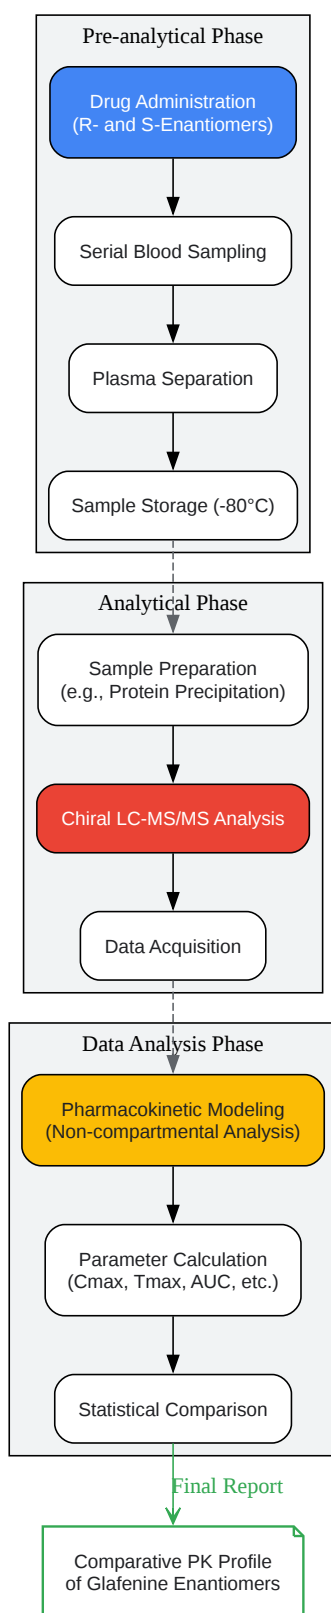 Pre-analytical Phase
Drug Administration
(R- and S-Enantiomers)
Serial Blood Sampling
Plasma Separation
Sample Storage (-80°C)
Analytical Phase
Sample Preparation
(e.g., Protein Precipitation)
Chiral LC-MS/MS Analysis
Data Acquisition
Data Analysis Phase
Pharmacokinetic Modeling
(Non-compartmental Analysis)
Parameter Calculation
(Cmax, Tmax, AUC, etc.)
Statistical Comparison
Final Report
Comparative PK Profile
of Glafenine Enantiomers